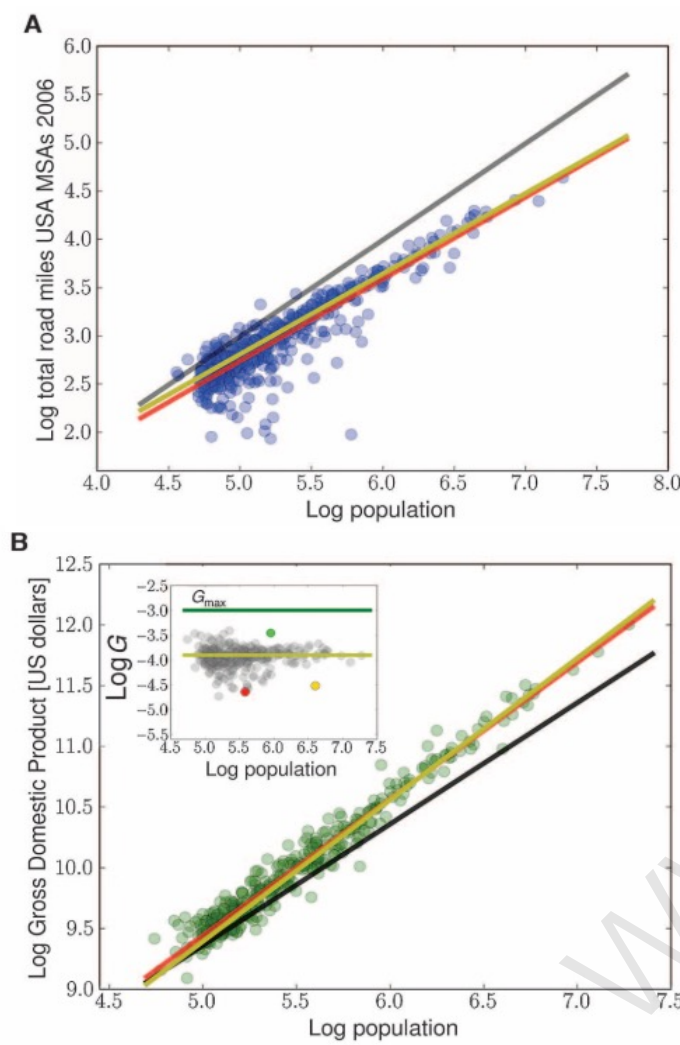 A
Log total road miles USA MSAs 2006
6.0
5.5
5.0
4.5
4.0
3.5
3.0
2.5
2.0
4.0 4.5 5.0 5.5 6.0 6.5 7.0 7.5 8.0
Log population
B
Log Gross Domestic Product [US dollars]
12.5
12.0
11.5
11.0
10.5
10.0
9.5
9.0
Log G
−2.5
−3.0
−3.5
−4.0
−4.5
−5.0
−5.5
G max
4.5 5.0 5.5 6.0 6.5 7.0 7.5
Log population
4.5 5.0 5.5 6.0 6.5 7.0 7.5
Log population